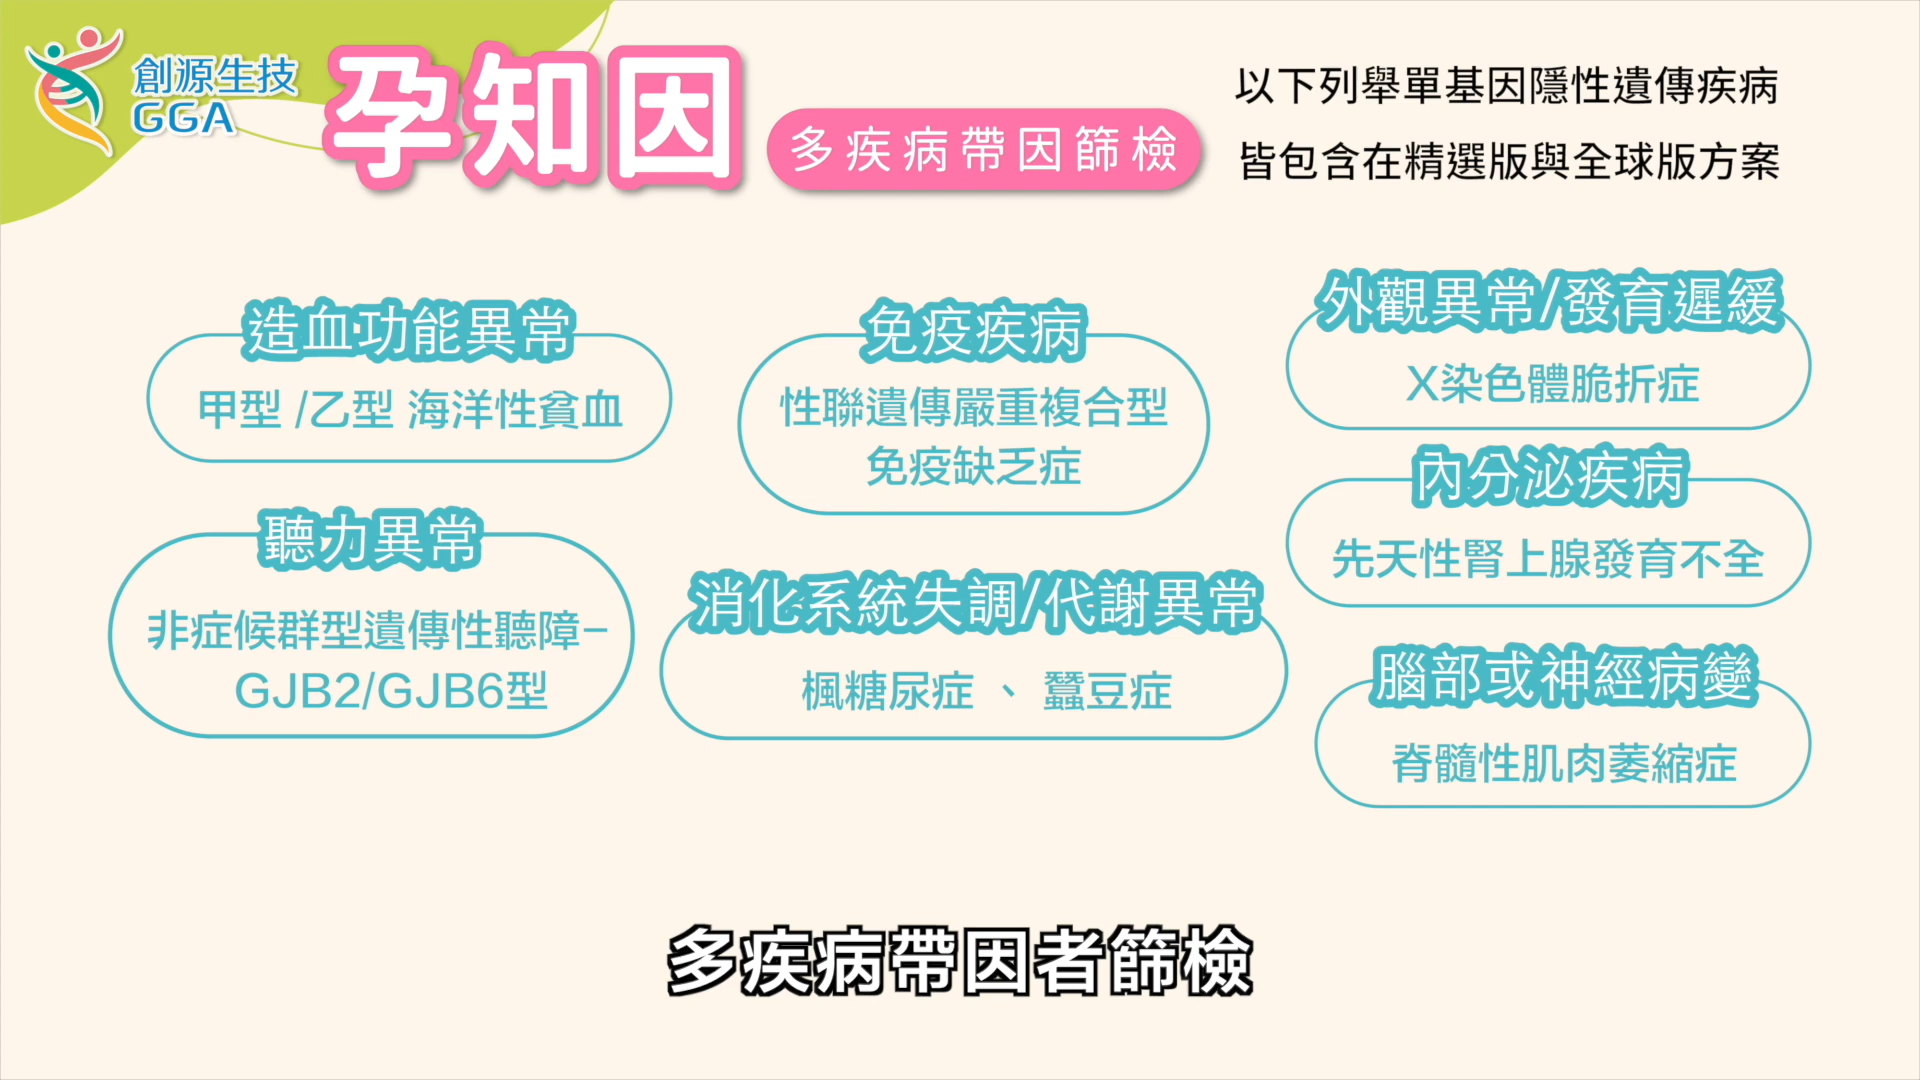 創源生技
GGA
孕知因
多疾病帶因篩檢
以下列舉單基因隱性遺傳疾病
皆包含在精選版與全球版方案
造血功能異常
甲型 /乙型 海洋性貧血
聽力異常
非症候群型遺傳性聽障–
GJB2/GJB6型
免疫疾病
性聯遺傳嚴重複合型
免疫缺乏症
消化系統失調/代謝異常
楓糖尿症 、 蠶豆症
外觀異常/發育遲緩
X染色體脆折症
內分泌疾病
先天性腎上腺發育不全
腦部或神經病變
脊髓性肌肉萎縮症
多疾病帶因者篩檢